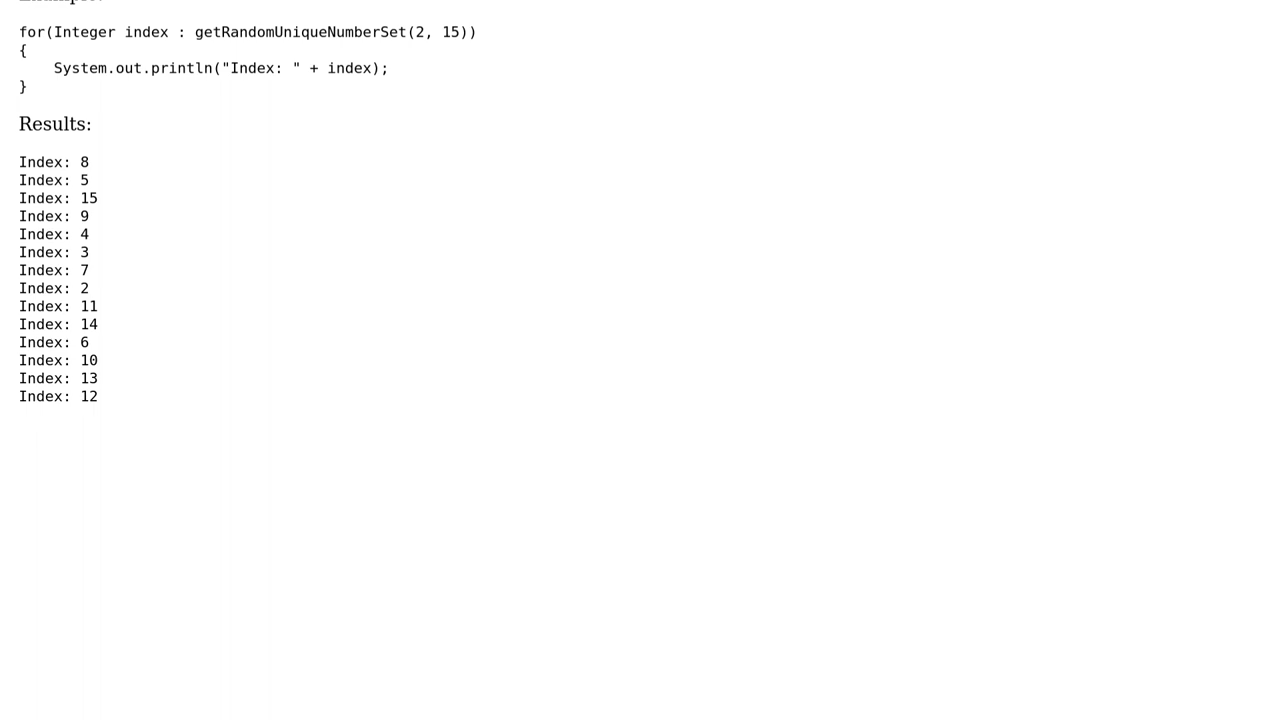 for(Integer index : getRandomUniqueNumberSet(2, 15))
{
    System.out.println("Index: " + index);
}
Results:
Index: 8
Index: 5
Index: 15
Index: 9
Index: 4
Index: 3
Index: 7
Index: 2
Index: 11
Index: 14
Index: 6
Index: 10
Index: 13
Index: 12